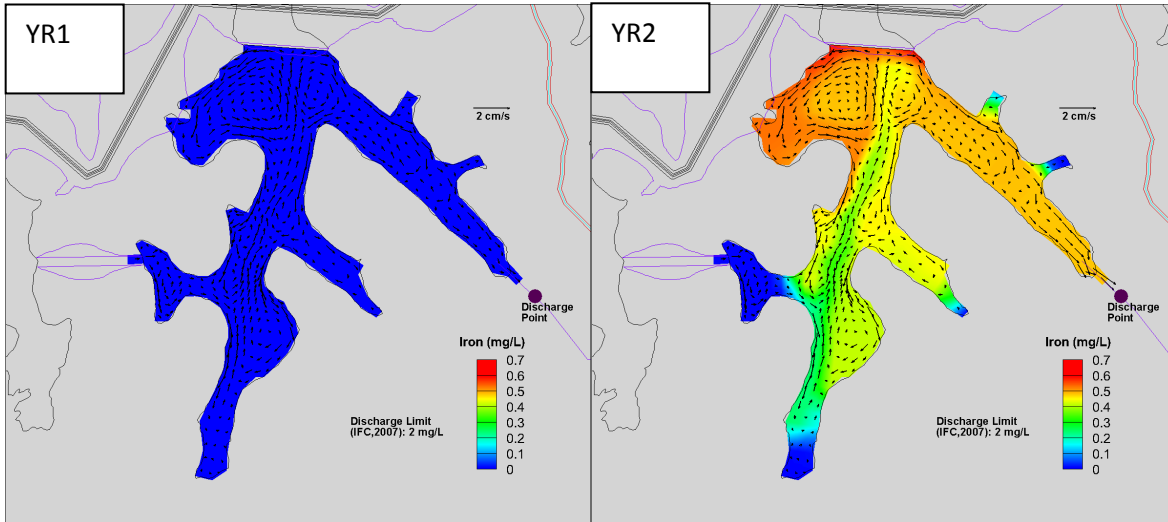 YR1
2 cm/s
Discharge
Point
Iron (mg/L)
0.7
0.6
0.5
0.4
0.3
0.2
0.1
0
Discharge Limit
(IFC,2007): 2 mg/L
YR2
2 cm/s
Discharge
Point
Iron (mg/L)
0.7
0.6
0.5
0.4
0.3
0.2
0.1
0
Discharge Limit
(IFC,2007): 2 mg/L